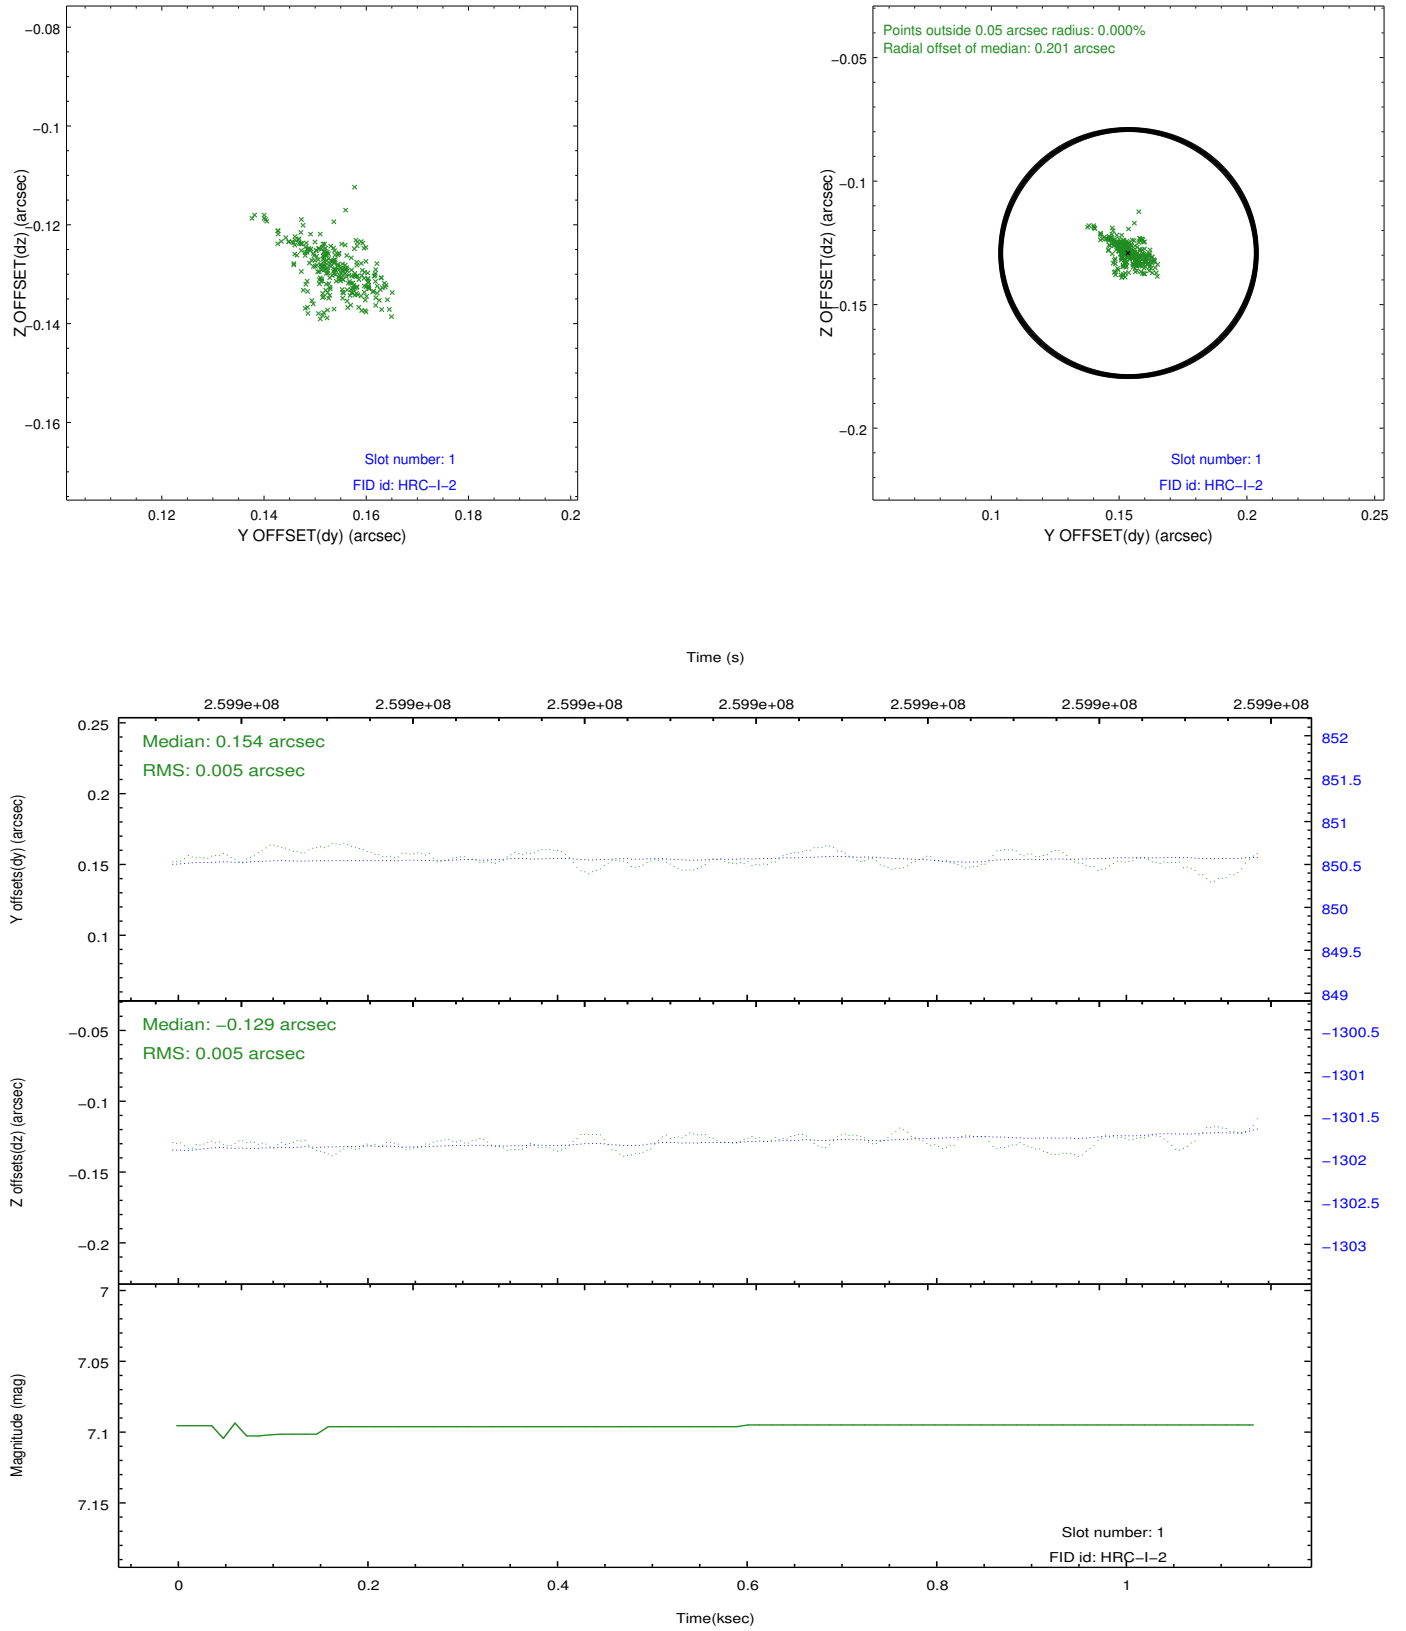 −0.08
−0.1
−0.12
−0.14
−0.16
Z OFFSET(dz) (arcsec)
Slot number: 1
FID id: HRC−I−2
0.12
0.14
0.16
0.18
0.2
Y OFFSET(dy) (arcsec)
Points outside 0.05 arcsec radius: 0.000%
Radial offset of median: 0.201 arcsec
−0.05
−0.1
−0.15
−0.2
Z OFFSET(dz) (arcsec)
Slot number: 1
FID id: HRC−I−2
0.1
0.15
0.2
0.25
Y OFFSET(dy) (arcsec)
Time (s)
2.599e+08
2.599e+08
2.599e+08
2.599e+08
2.599e+08
2.599e+08
2.599e+08
Median: 0.154 arcsec
RMS: 0.005 arcsec
0.25
0.2
0.15
0.1
Y offsets(dy) (arcsec)
852
851.5
851
850.5
850
849.5
849
Median: −0.129 arcsec
RMS: 0.005 arcsec
−0.05
−0.1
−0.15
−0.2
Z offsets(dz) (arcsec)
−1300.5
−1301
−1301.5
−1302
−1302.5
−1303
7
7.05
7.1
7.15
Magnitude (mag)
Slot number: 1
FID id: HRC−I−2
0
0.2
0.4
0.6
0.8
1
Time(ksec)